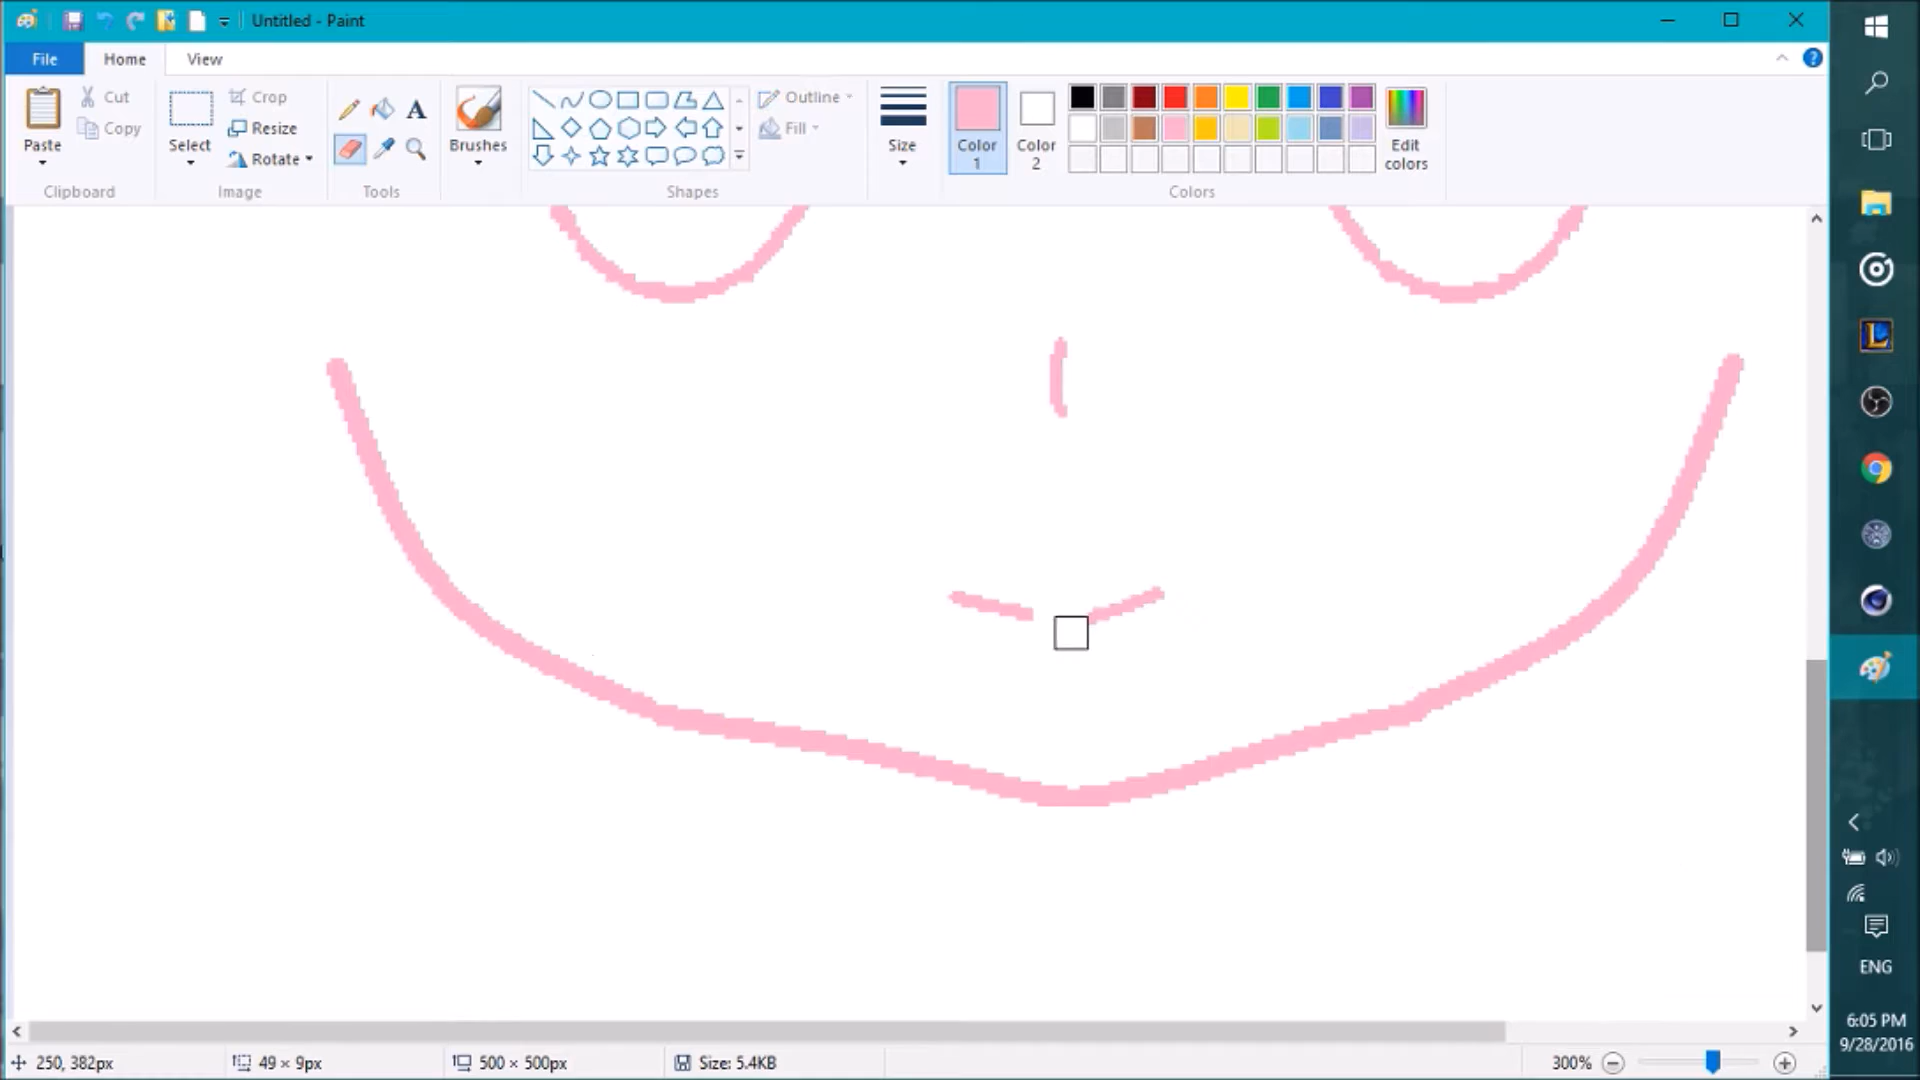 Untitled - Paint
File Home View
Paste
Cut
Copy
Clipboard
Select
Crop
Resize
Rotate
Image
A
Tools
Brushes
Shapes
Outline
Fill
Size
Color 1
Color 2
Edit colors
Colors
250, 382px
49 × 9px
500 × 500px
Size: 5.4KB
300%
ENG
6:05 PM
9/28/2016